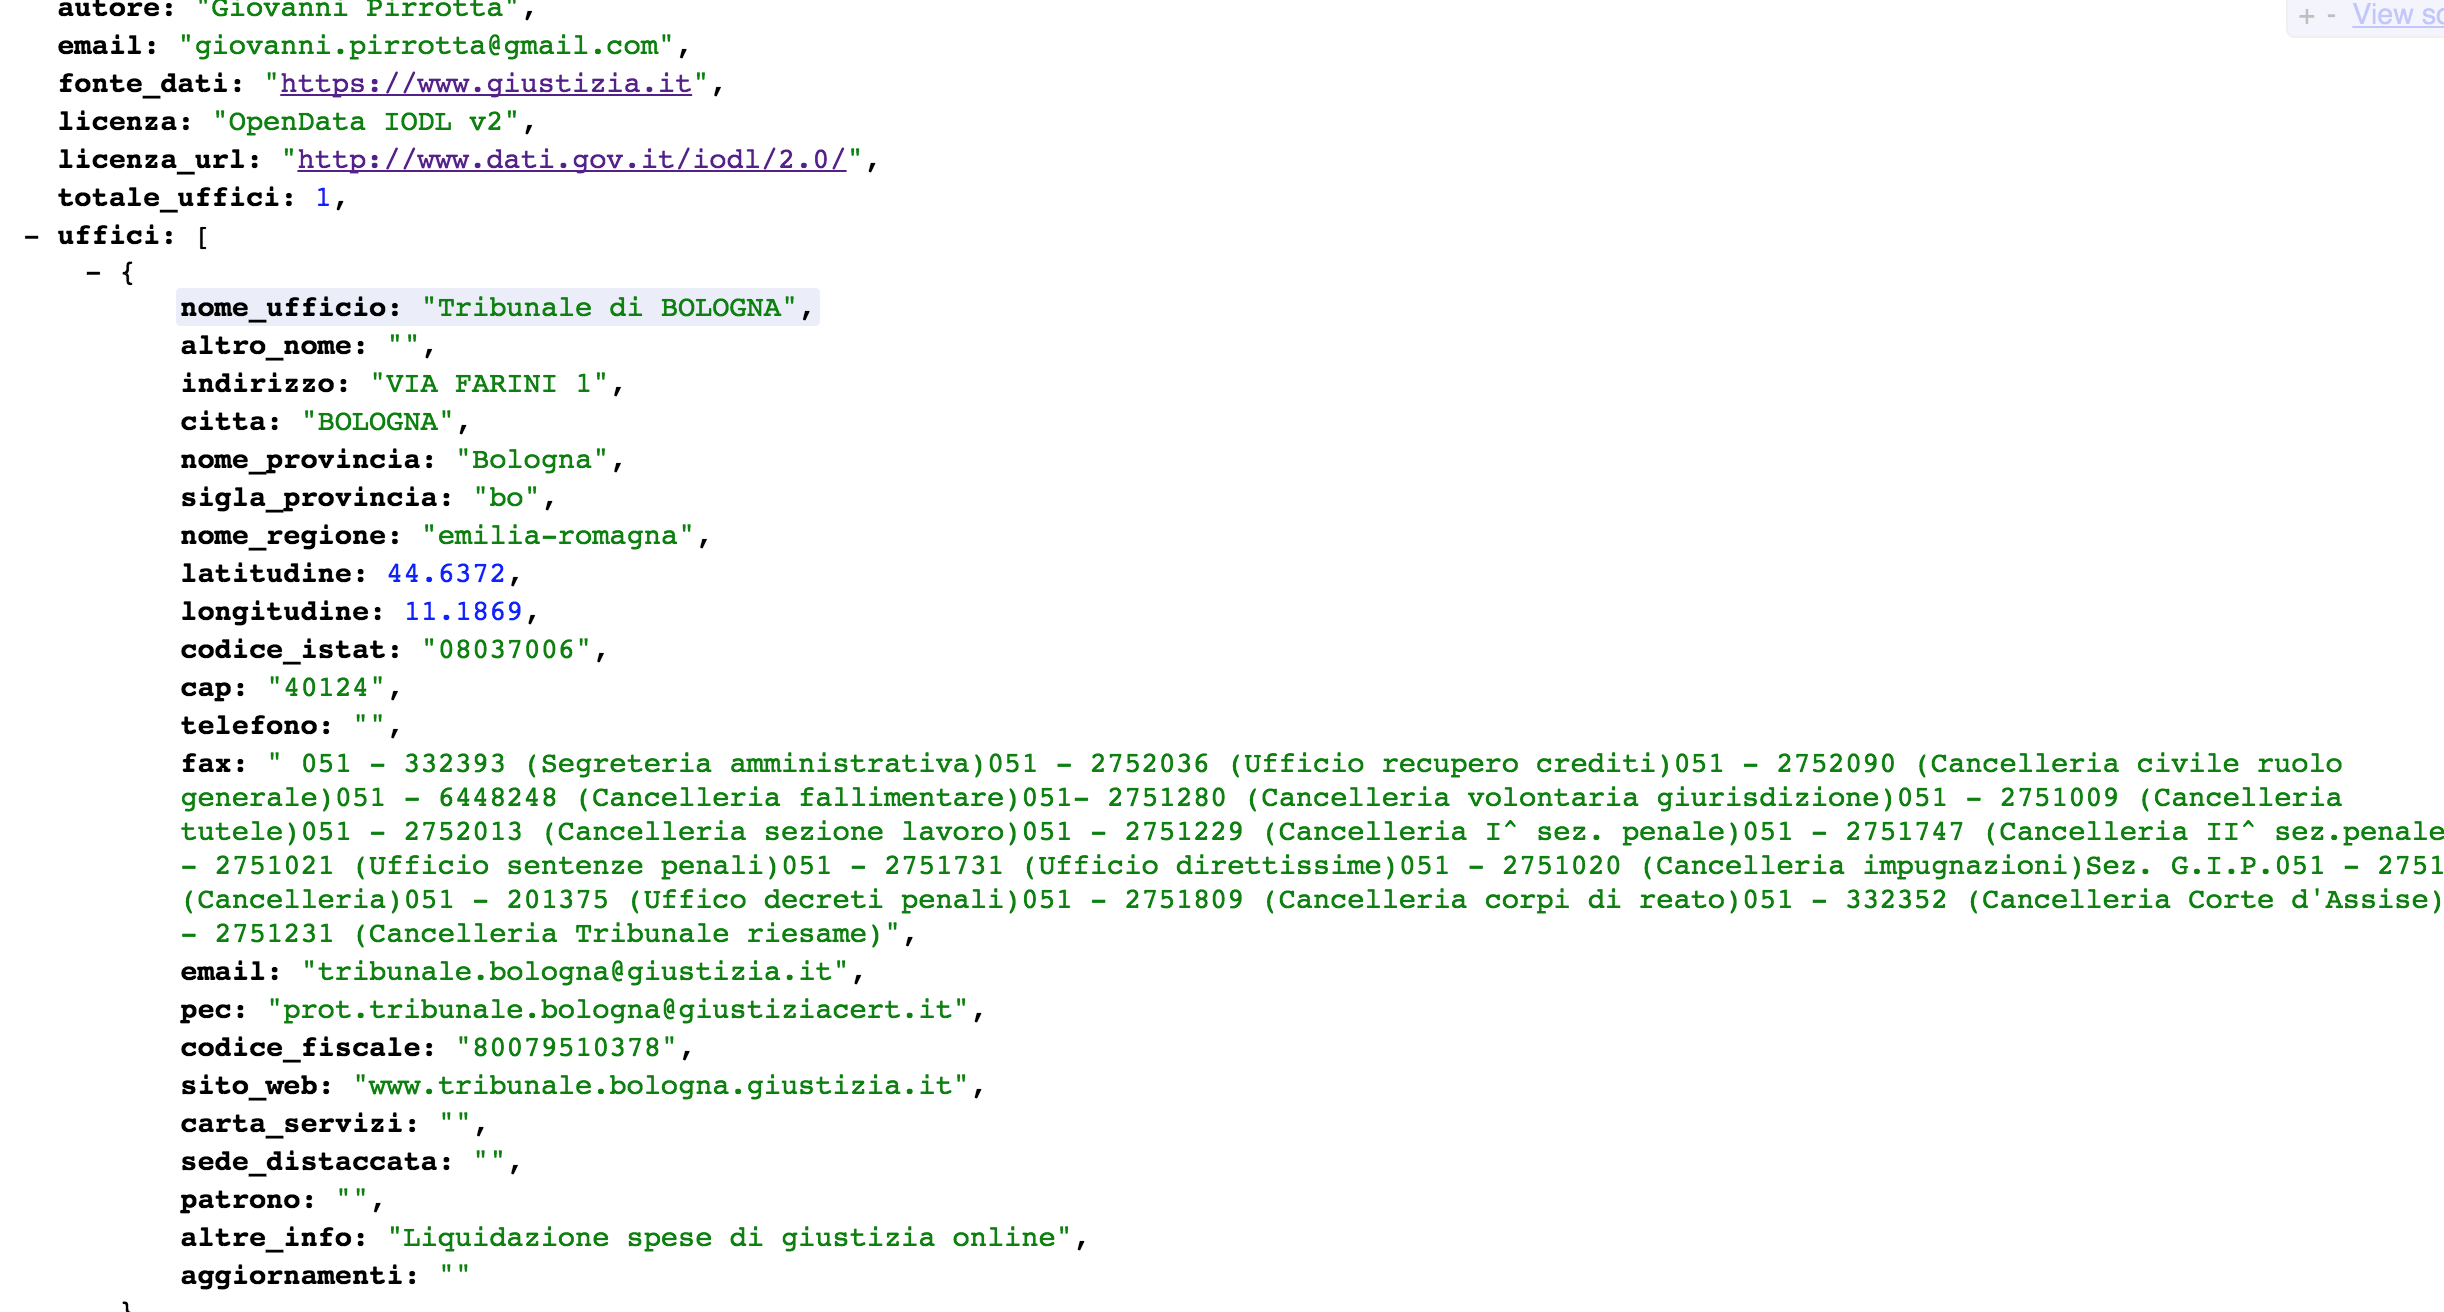 autore: "Giovanni Pirrotta",
+ - View
email: "giovanni.pirrotta@gmail.com",
fonte_dati: "https://www.giustizia.it",
licenza: "OpenData IODL v2",
licenza_url: "http://www.dati.gov.it/iodl/2.0/",
totale_uffici: 1,
- uffici: [
- {
nome_ufficio: "Tribunale di BOLOGNA",
altro_nome: "",
indirizzo: "VIA FARINI 1",
citta: "BOLOGNA",
nome_provincia: "Bologna",
sigla_provincia: "bo",
nome_regione: "emilia-romagna",
latitudine: 44.6372,
longitudine: 11.1869,
codice_istat: "08037006",
cap: "40124",
telefono: "",
fax: " 051 - 332393 (Segreteria amministrativa)051 - 2752036 (Ufficio recupero crediti)051 - 2752090 (Cancelleria civile ruolo
generale)051 - 6448248 (Cancelleria fallimentare)051- 2751280 (Cancelleria volontaria giurisdizione)051 - 2751009 (Cancelleria
tutele)051 - 2752013 (Cancelleria sezione lavoro)051 - 2751229 (Cancelleria I^ sez. penale)051 - 2751747 (Cancelleria II^ sez.penale
- 2751021 (Ufficio sentenze penali)051 - 2751731 (Ufficio direttissime)051 - 2751020 (Cancelleria impugnazioni)Sez. G.I.P.051 - 2751
(Cancelleria)051 - 201375 (Uffico decreti penali)051 - 2751809 (Cancelleria corpi di reato)051 - 332352 (Cancelleria Corte d'Assise)
- 2751231 (Cancelleria Tribunale riesame)",
email: "tribunale.bologna@giustizia.it",
pec: "prot.tribunale.bologna@giustiziacert.it",
codice_fiscale: "80079510378",
sito_web: "www.tribunale.bologna.giustizia.it",
carta_servizi: "",
sede_distaccata: "",
patrono: "",
altre_info: "Liquidazione spese di giustizia online",
aggiornamenti: ""
}